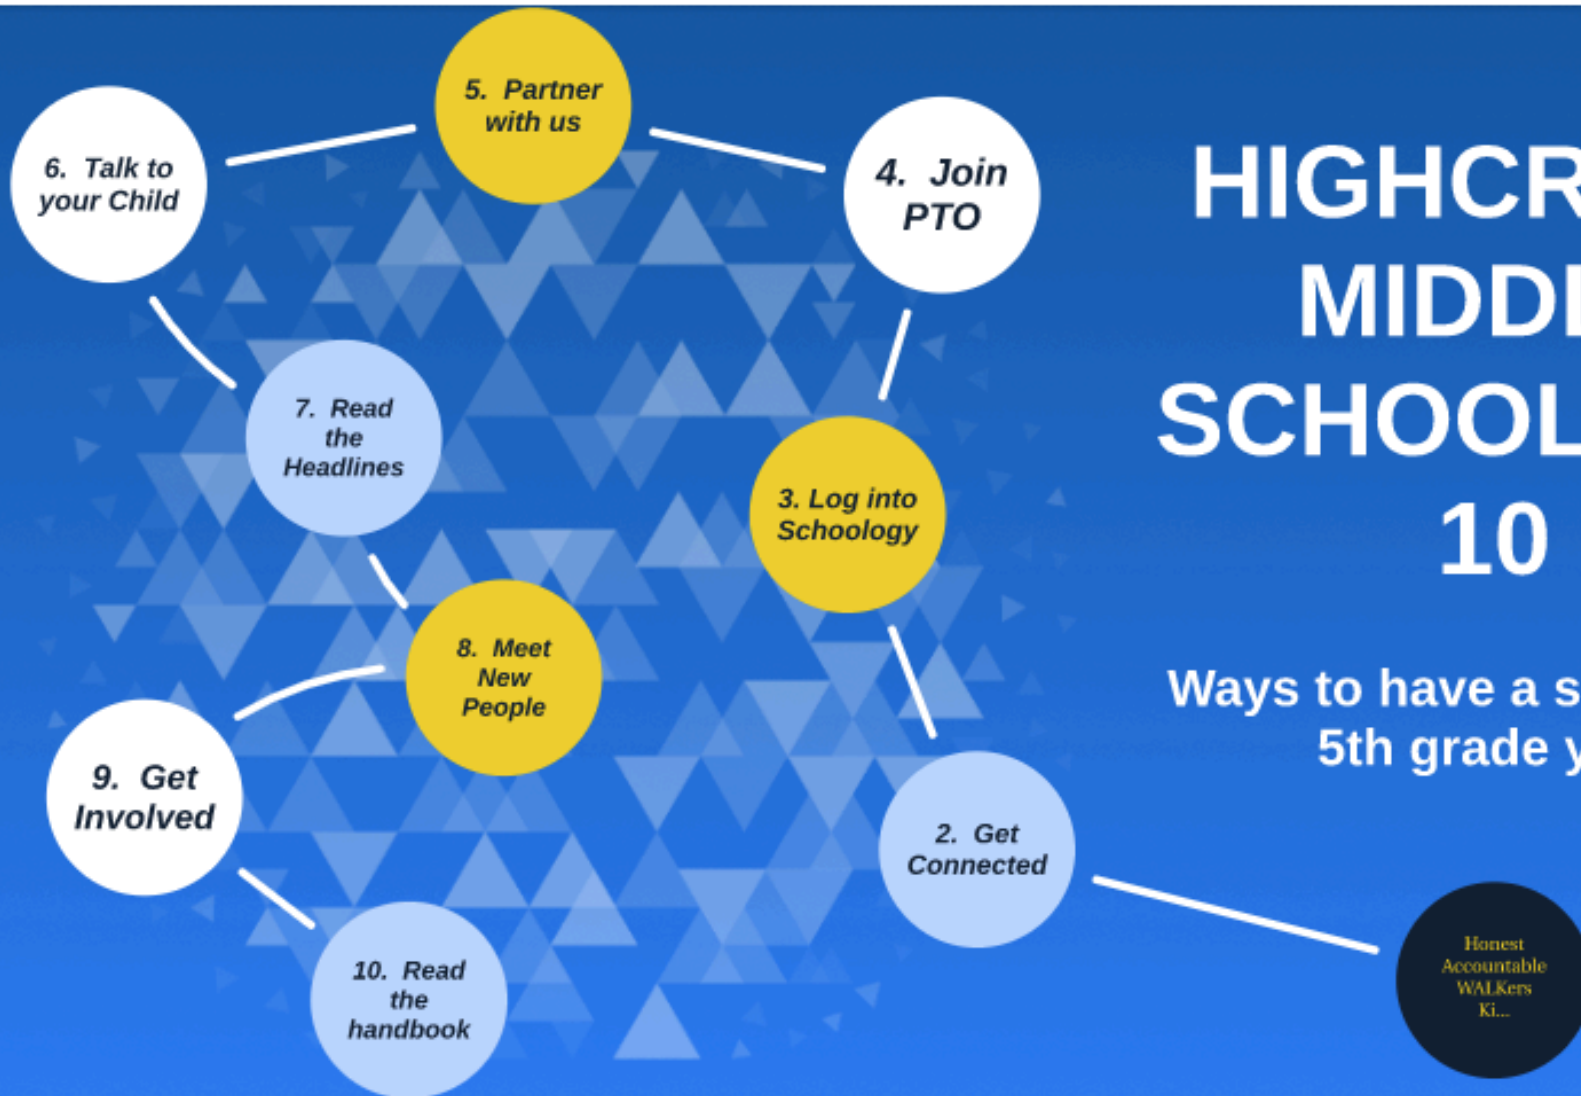 5. Partner
with us
6. Talk to
your Child
4. Join
PTO
7. Read
the
Headlines
3. Log into
Schoology
8. Meet
New
People
9. Get
Involved
2. Get
Connected
10. Read
the
handbook
HIGHCR
MIDDL
SCHOOL
10
Ways to have a s
5th grade y
Honest
Accountable
WALKers
Ki...